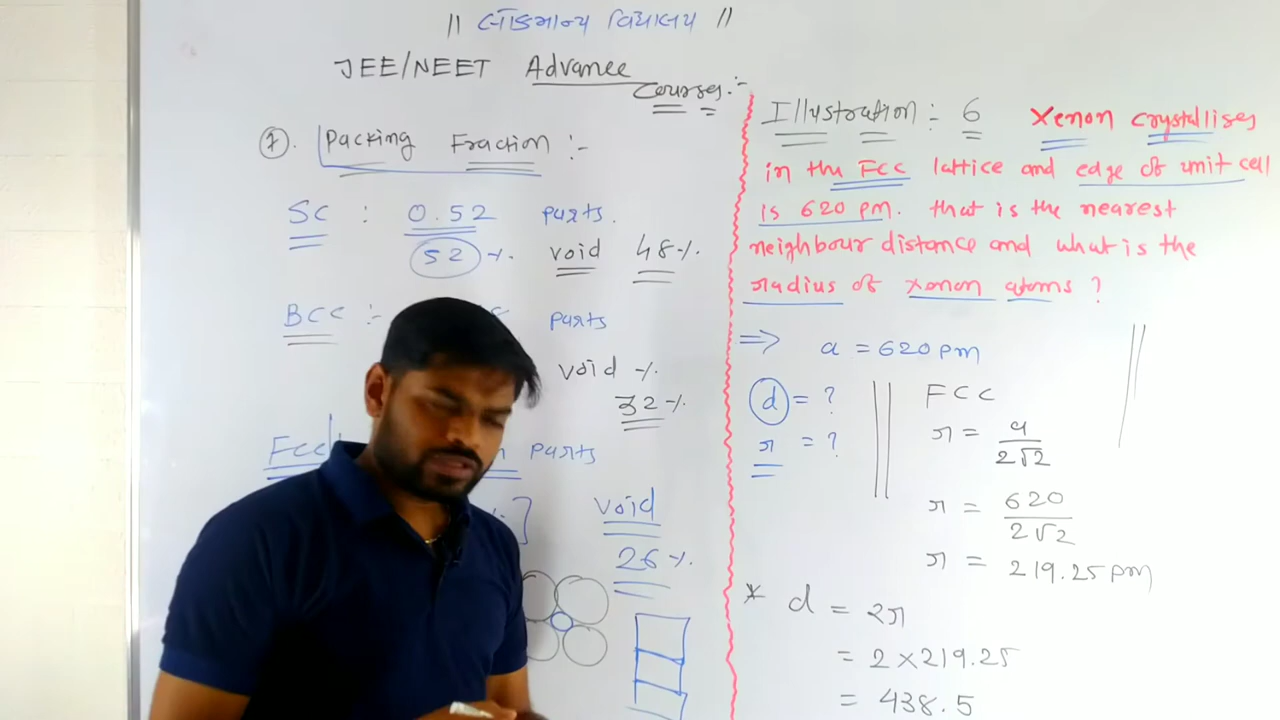 || લોકમાન્ય વિદ્યાલય ||
JEE/NEET Advance
Courses:-
7. Packing Fraction :-
SC : 0.52 parts.
52 %. void 48%.
BCC :- parts
void %.
32%.
FCC parts
void
26%.
Illustration:- 6 Xenon crystallises
in the FCC lattice and edge of unit cell
is 620 pm. that is the nearest
neighbour distance and what is the
radius of xenon atoms ?
⇒ a = 620 pm
d = ?
r = ?
FCC
r = a/2√2
r = 620/2√2
r = 219.25 pm
* d = 2r
= 2×219.25
= 438.5